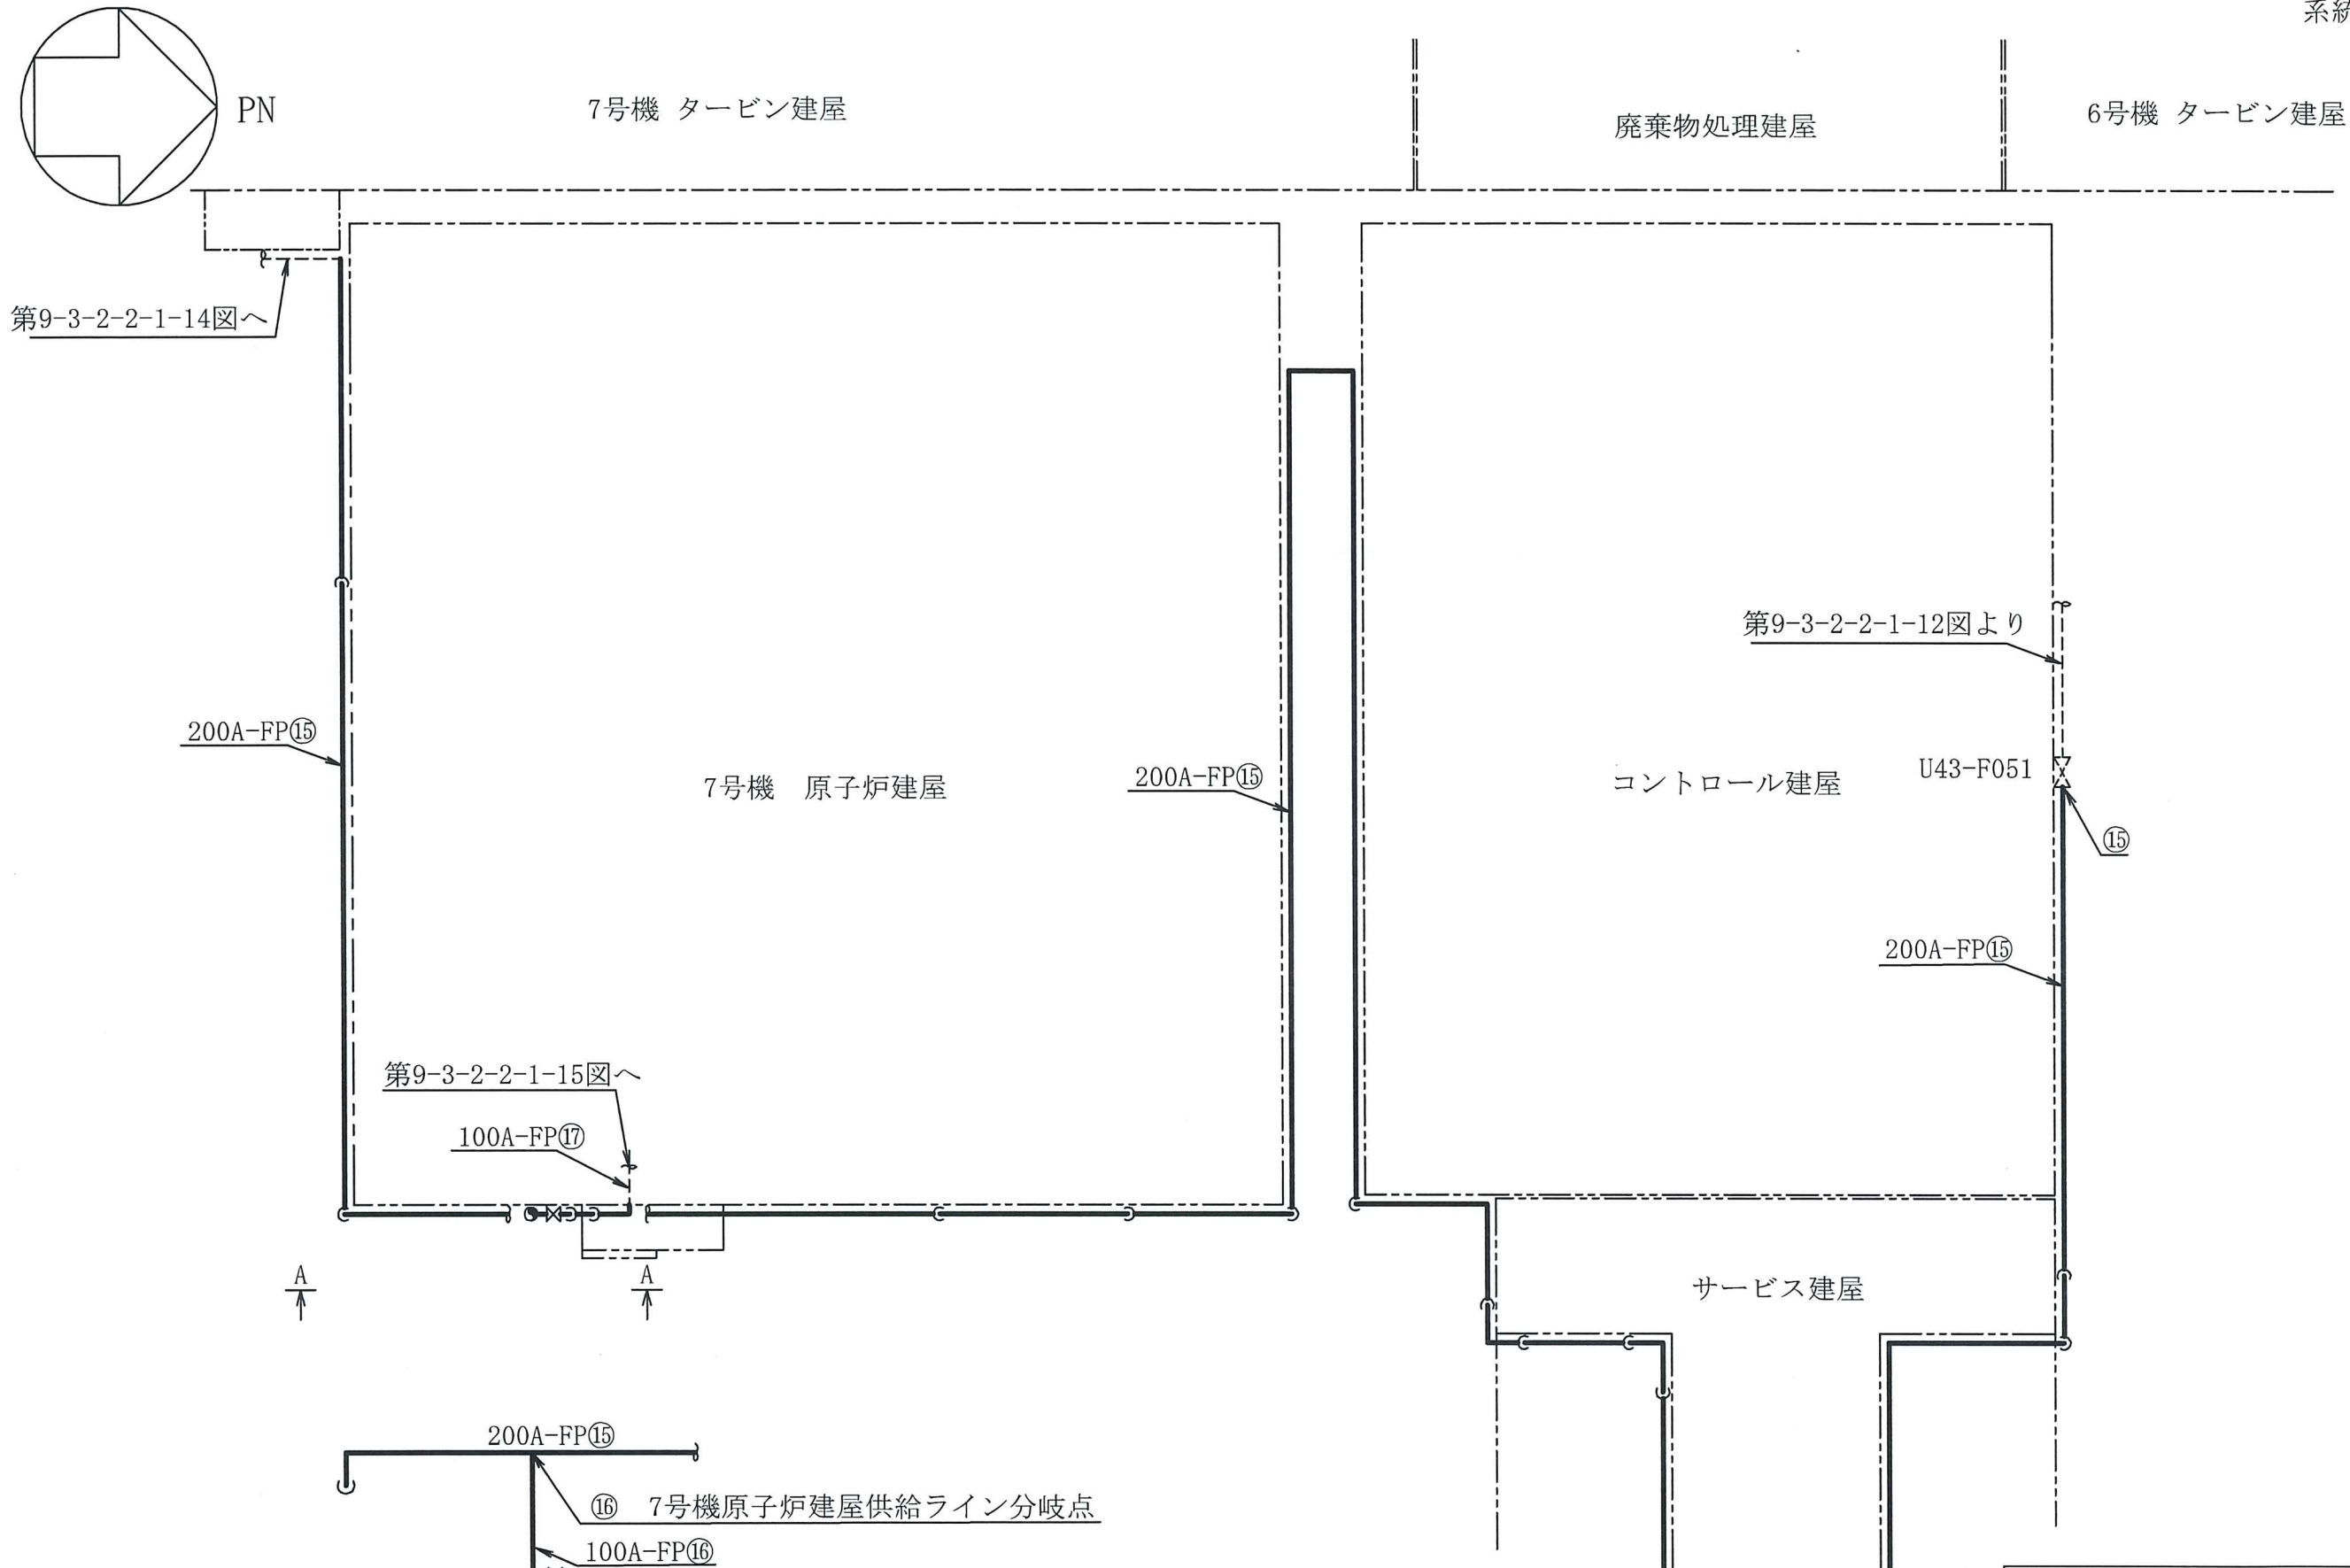 系統
PN
7号機 タービン建屋
廃棄物処理建屋
6号機 タービン建屋
第9-3-2-2-1-14図へ
第9-3-2-2-1-12図より
200A-FP⑮
7号機 原子炉建屋
200A-FP⑮
コントロール建屋
U43-F051
⑮
200A-FP⑮
第9-3-2-2-1-15図へ
100A-FP⑰
A
A
サービス建屋
200A-FP⑮
⑯ 7号機原子炉建屋供給ライン分岐点
100A-FP⑯